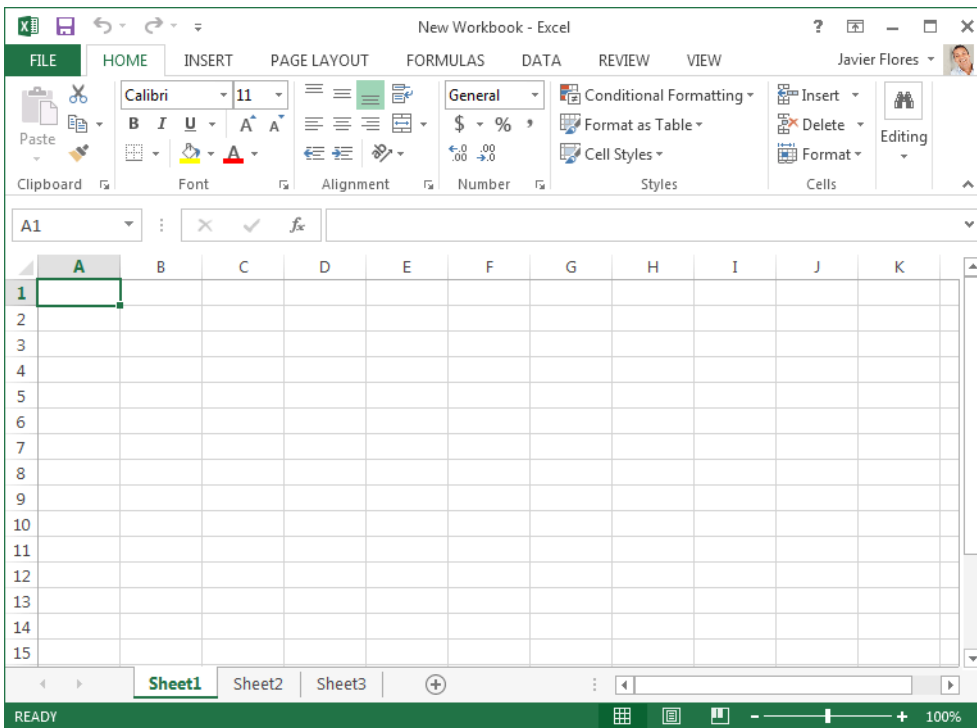 New Workbook - Excel ?
FILE HOME INSERT PAGE LAYOUT FORMULAS DATA REVIEW VIEW Javier Flores
Calibri 11 General Conditional Formatting Insert
Paste B I U A A $ % , Format as Table Delete Editing
A .00 .0 .00 .0 Cell Styles Format
Clipboard Font Alignment Number Styles Cells
A1 fx
A B C D E F G H I J K
1
2
3
4
5
6
7
8
9
10
11
12
13
14
15
Sheet1 Sheet2 Sheet3
READY 100%